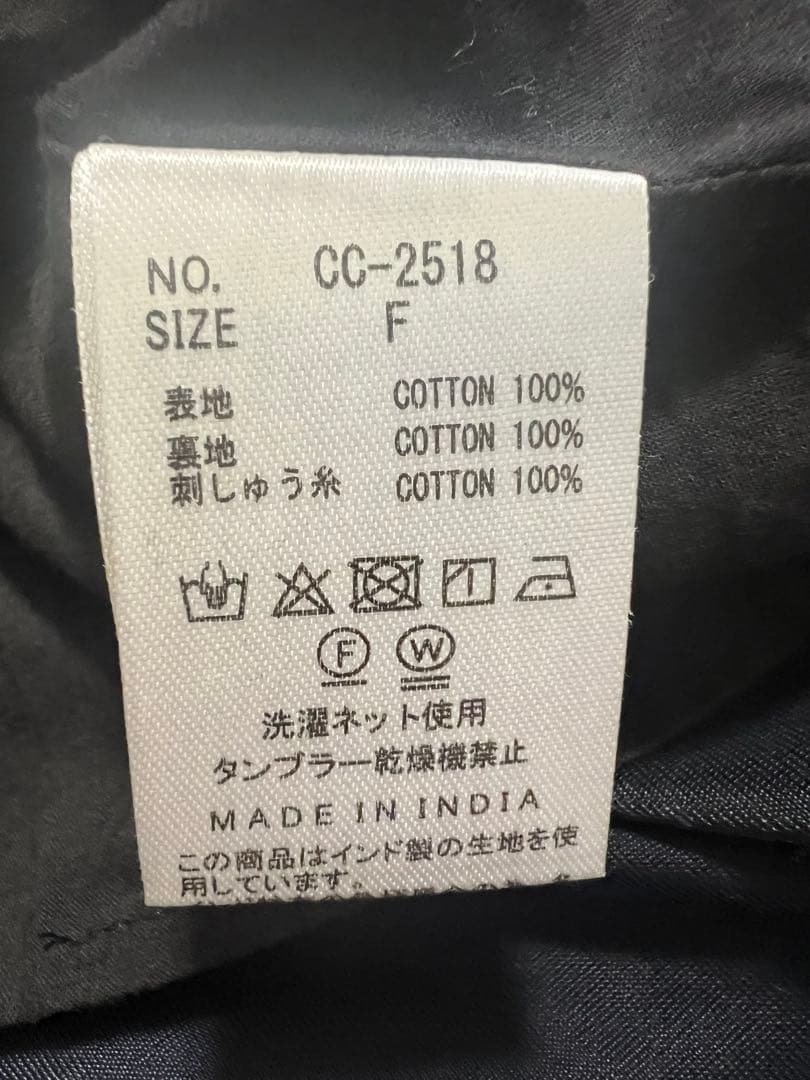 NO. CC-2518
SIZE F
表地 COTTON 100%
裏地 COTTON 100%
刺しゅう糸 COTTON 100%
F W
洗濯ネット使用
タンブラー乾燥機禁止
MADE IN INDIA
この商品はインド製の生地を使
用しています。